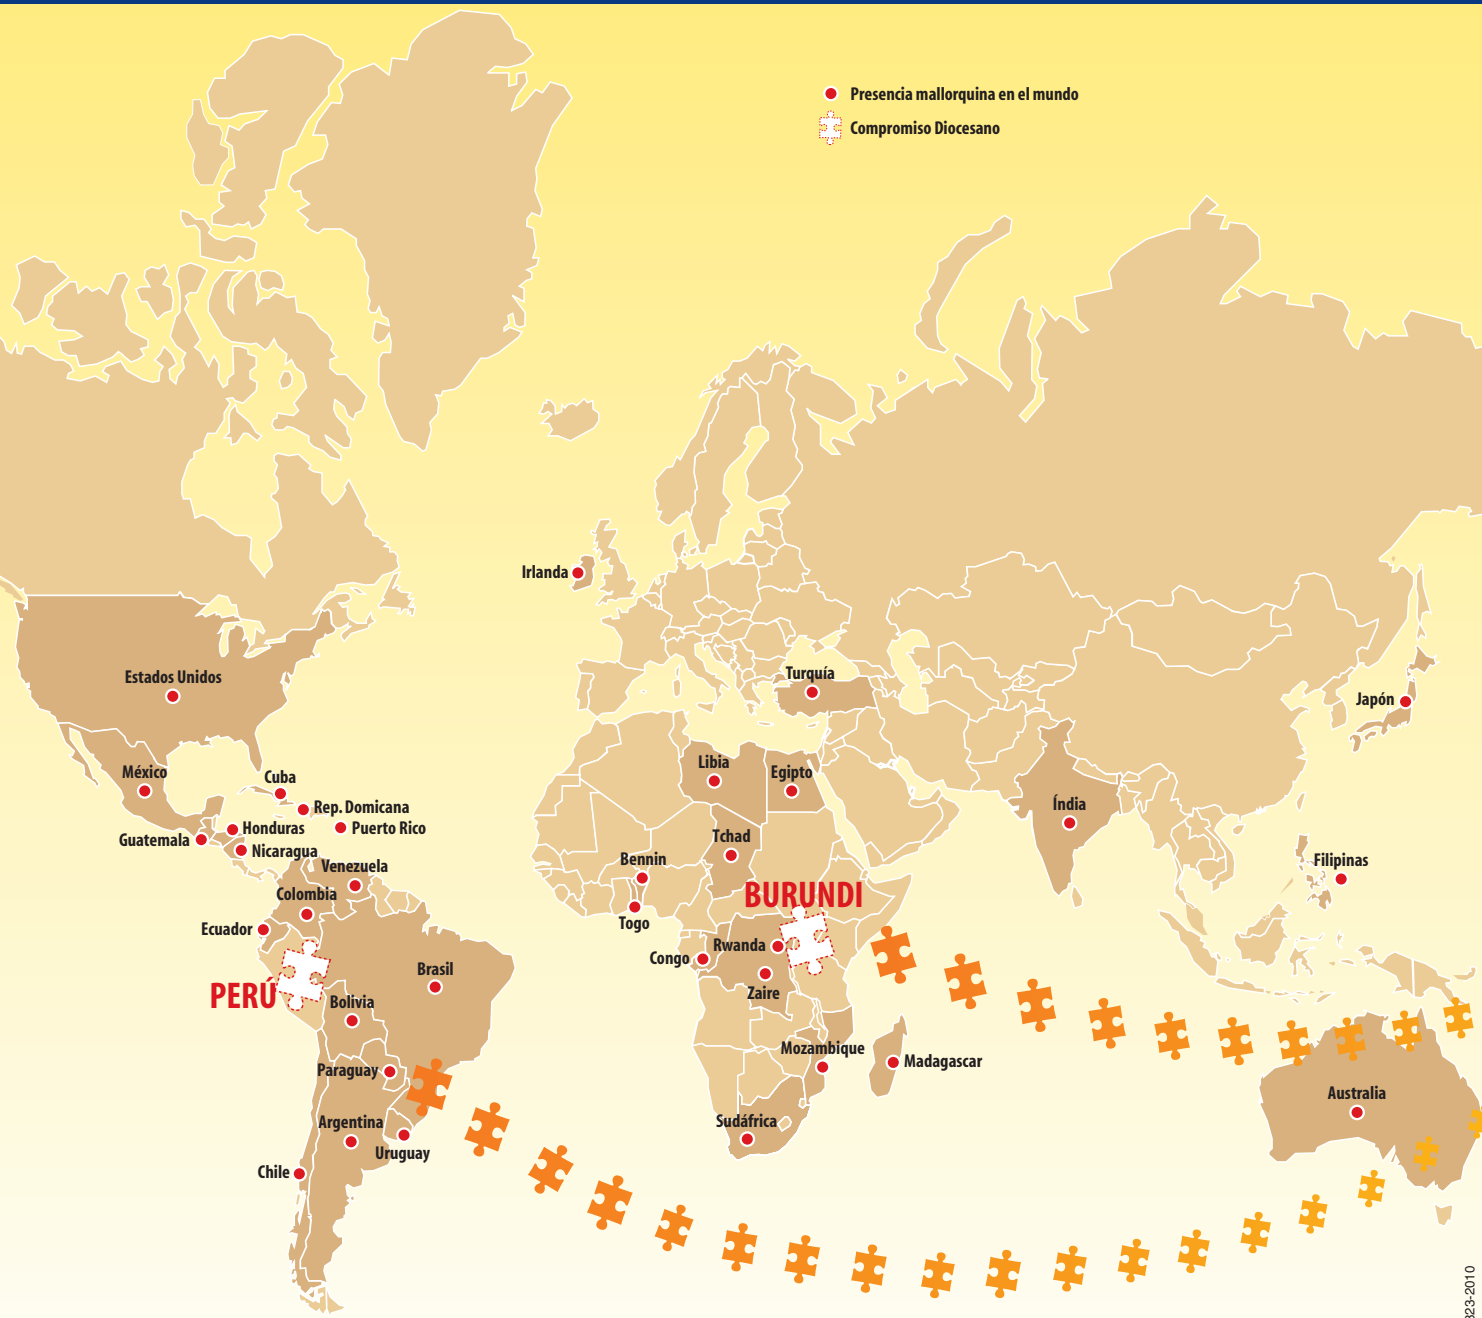 Presencia mallorquina en el mundo
Compromiso Diocesano
Irlanda
Estados Unidos
Turquía
Japón
México
Cuba
Libia
Egipto
Rep. Domicana
Índia
Guatemala
Honduras
Puerto Rico
Nicaragua
Tchad
Venezuela
Bennin
Filipinas
Colombia
BURUNDI
Ecuador
Togo
Rwanda
Congo
Brasil
PERÚ
Bolivia
Zaire
Mozambique
Madagascar
Paraguay
Australia
Argentina
Sudáfrica
Uruguay
Chile
323-2010